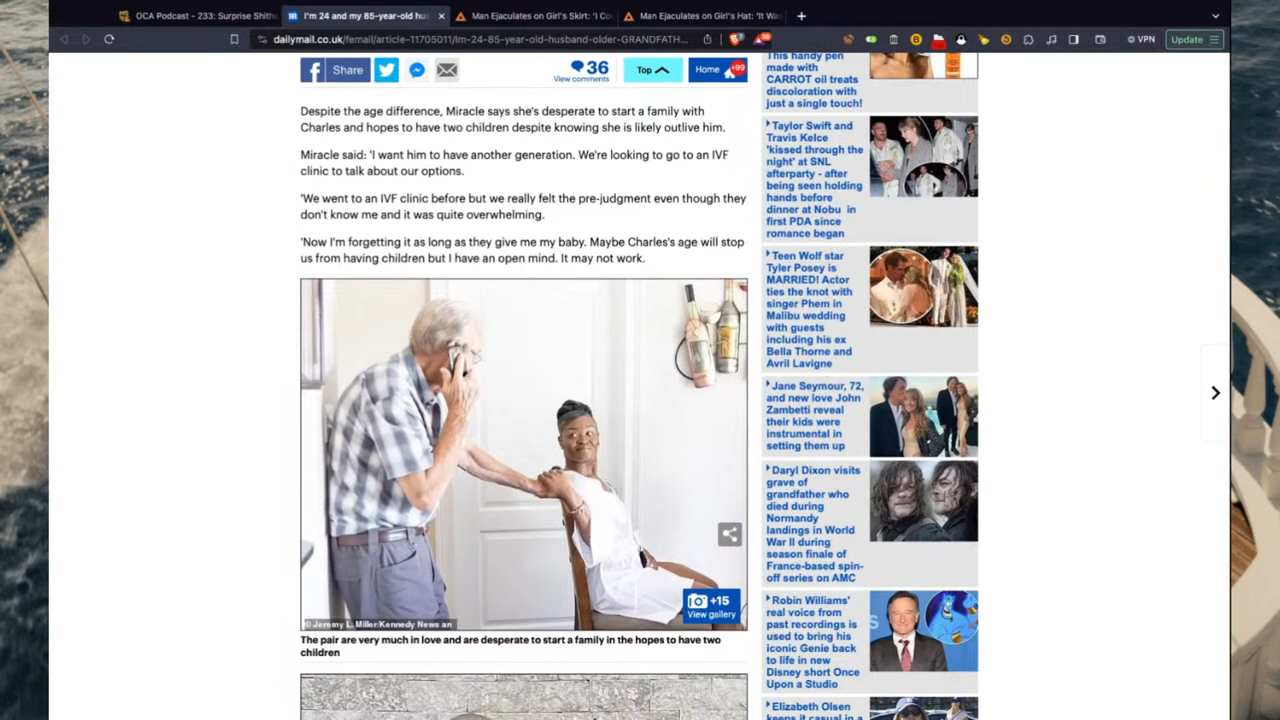 OCA Podcast - 233: Surprise Shith
I'm 24 and my 85-year-old hus
Man Ejaculates on Girl's Skirt: 'I Co
Man Ejaculates on Girl's Hat: 'It Wa
dailymail.co.uk/femail/article-11705011/Im-24-85-year-old-husband-older-GRANDFATH...
VPN
Update
Share
36
View comments
Top
Home
+99
Despite the age difference, Miracle says she's desperate to start a family with
Charles and hopes to have two children despite knowing she is likely outlive him.
Miracle said: 'I want him to have another generation. We're looking to go to an IVF
clinic to talk about our options.
'We went to an IVF clinic before but we really felt the pre-judgment even though they
don't know me and it was quite overwhelming.
'Now I'm forgetting it as long as they give me my baby. Maybe Charles's age will stop
us from having children but I have an open mind. It may not work.
© Jeremy L. Miller/Kennedy News an
+15
View gallery
The pair are very much in love and are desperate to start a family in the hopes to have two
children
This handy pen
made with
CARROT oil treats
discoloration with
just a single touch!
Taylor Swift and
Travis Kelce
'kissed through the
night' at SNL
afterparty - after
being seen holding
hands before
dinner at Nobu in
first PDA since
romance began
Teen Wolf star
Tyler Posey is
MARRIED! Actor
ties the knot with
singer Phem in
Malibu wedding
with guests
including his ex
Bella Thorne and
Avril Lavigne
Jane Seymour, 72,
and new love John
Zambetti reveal
their kids were
instrumental in
setting them up
Daryl Dixon visits
grave of
grandfather who
died during
Normandy
landings in World
War II during
season finale of
France-based spin-
off series on AMC
Robin Williams'
real voice from
past recordings is
used to bring his
iconic Genie back
to life in new
Disney short Once
Upon a Studio
Elizabeth Olsen
keeps it casual in a